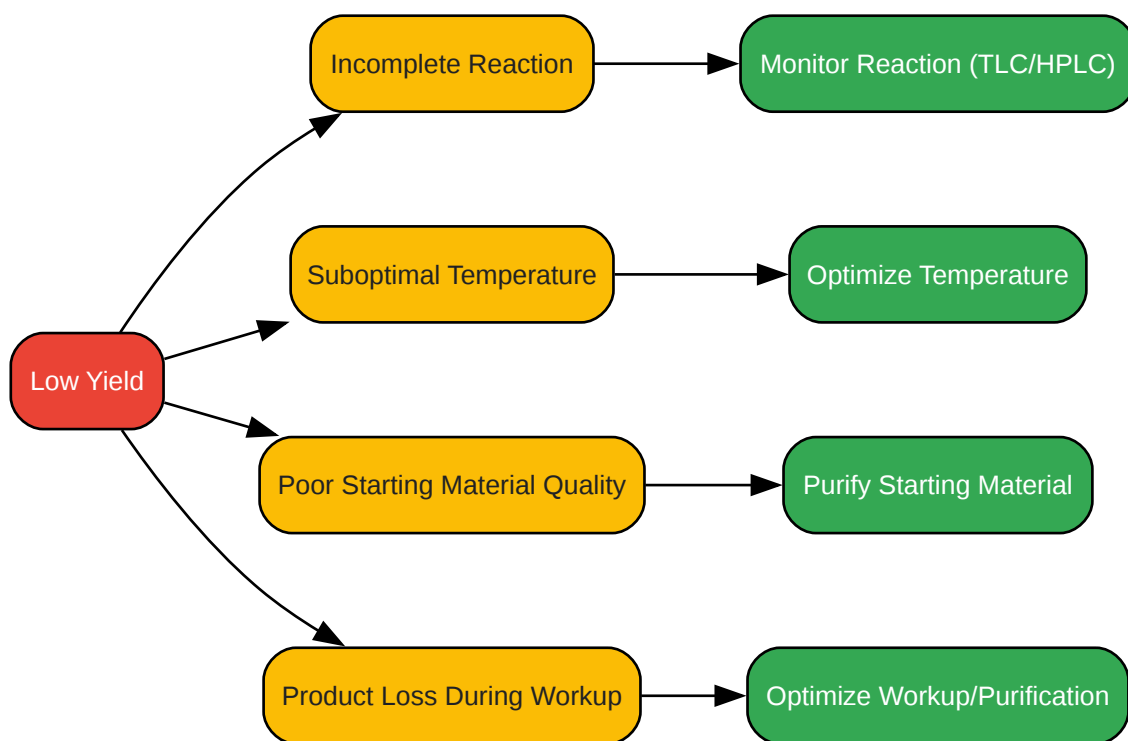 Incomplete Reaction
Monitor Reaction (TLC/HPLC)
Suboptimal Temperature
Optimize Temperature
Low Yield
Poor Starting Material Quality
Purify Starting Material
Product Loss During Workup
Optimize Workup/Purification